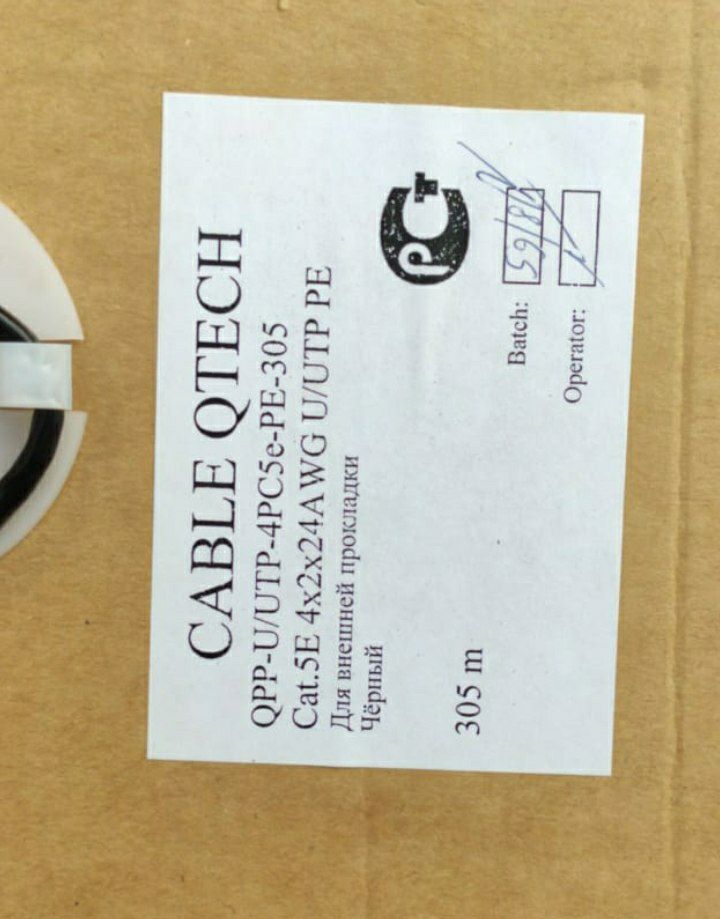 CABLE QTECH
QPP-U/UTP-4PC5e-PE-305
Cat.5E 4x2x24AWG U/UTP PE
Для внешней прокладки
Чёрный
305 m
РСТ
Batch:
Operator: